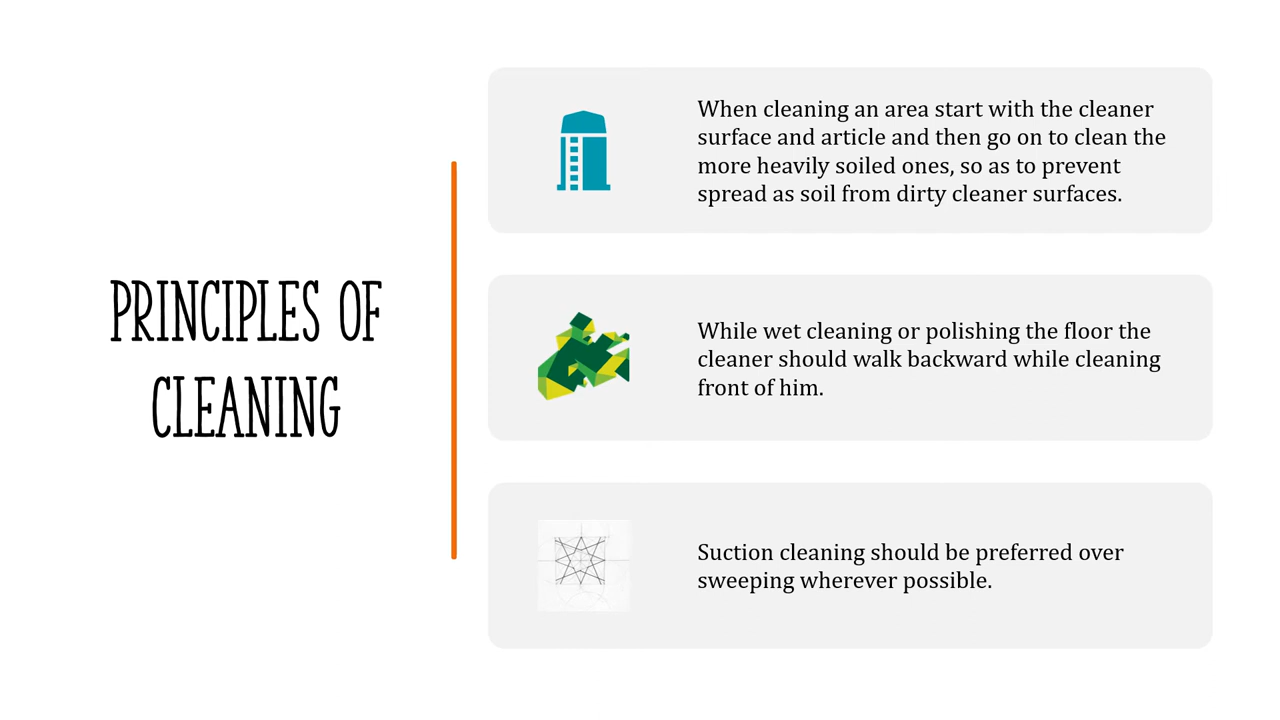 PRINCIPLES OF
CLEANING
When cleaning an area start with the cleaner
surface and article and then go on to clean the
more heavily soiled ones, so as to prevent
spread as soil from dirty cleaner surfaces.
While wet cleaning or polishing the floor the
cleaner should walk backward while cleaning
front of him.
Suction cleaning should be preferred over
sweeping wherever possible.